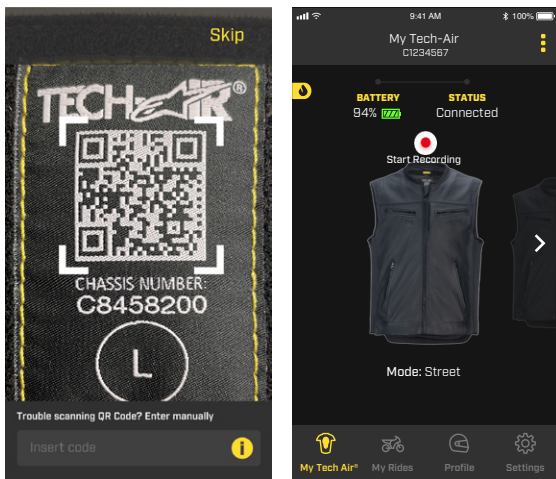 Skip
TECH-AIR®
CHASSIS NUMBER:
C8458200
L
Trouble scanning QR Code? Enter manually
Insert code
i
9:41 AM
100%
My Tech-Air
C1234567
BATTERY
STATUS
94%
Connected
Start Recording
Mode: Street
My Tech Air®
My Rides
Profile
Settings